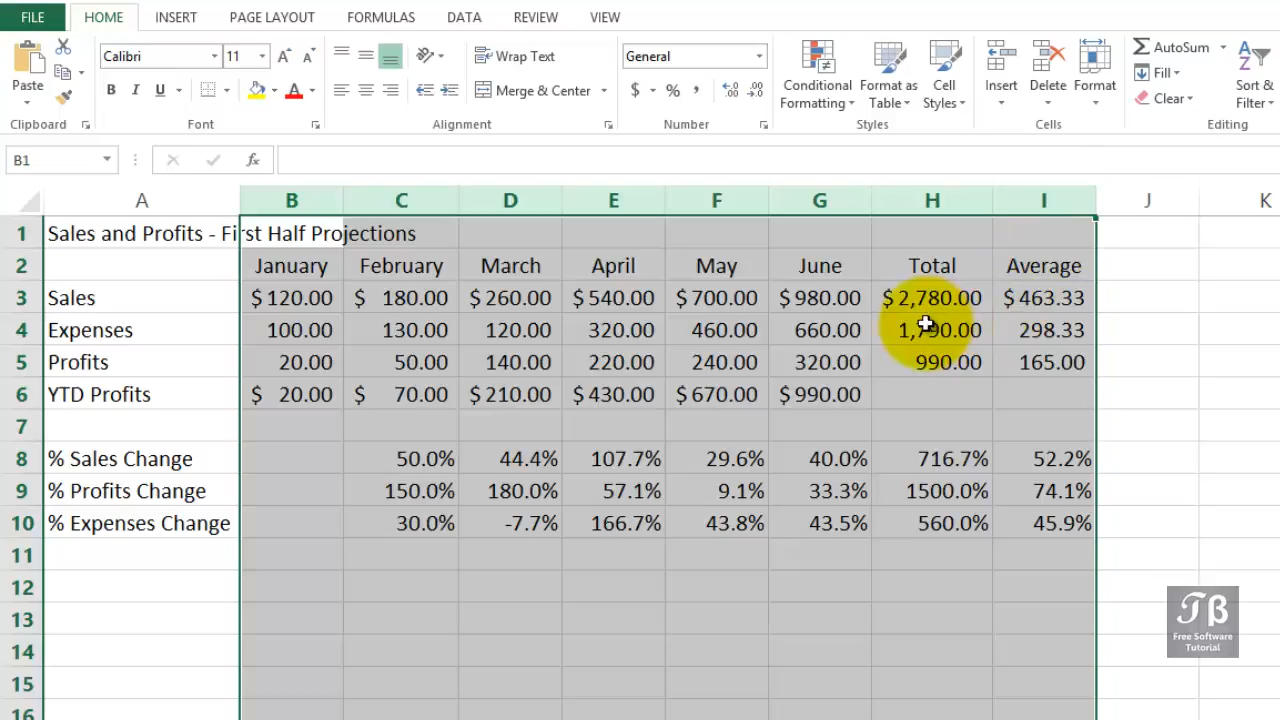 FILE HOME INSERT PAGE LAYOUT FORMULAS DATA REVIEW VIEW
Paste
Clipboard
Calibri 11
B I U A
Font
Wrap Text
Merge & Center
Alignment
General
$ % , .00 .0
Number
Conditional Formatting
Format as Table
Cell Styles
Styles
Insert Delete Format
Cells
AutoSum
Fill
Clear
A Z
Sort & Filter
Editing
B1 fx
A B C D E F G H I J K
1 Sales and Profits - First Half Projections
2 January February March April May June Total Average
3 Sales $ 120.00 $ 180.00 $ 260.00 $ 540.00 $ 700.00 $ 980.00 $ 2,780.00 $ 463.33
4 Expenses 100.00 130.00 120.00 320.00 460.00 660.00 1,790.00 298.33
5 Profits 20.00 50.00 140.00 220.00 240.00 320.00 990.00 165.00
6 YTD Profits $ 20.00 $ 70.00 $ 210.00 $ 430.00 $ 670.00 $ 990.00
7
8 % Sales Change 50.0% 44.4% 107.7% 29.6% 40.0% 716.7% 52.2%
9 % Profits Change 150.0% 180.0% 57.1% 9.1% 33.3% 1500.0% 74.1%
10 % Expenses Change 30.0% -7.7% 166.7% 43.8% 43.5% 560.0% 45.9%
11
12
13
14
15
16
TB
Free Software
Tutorial